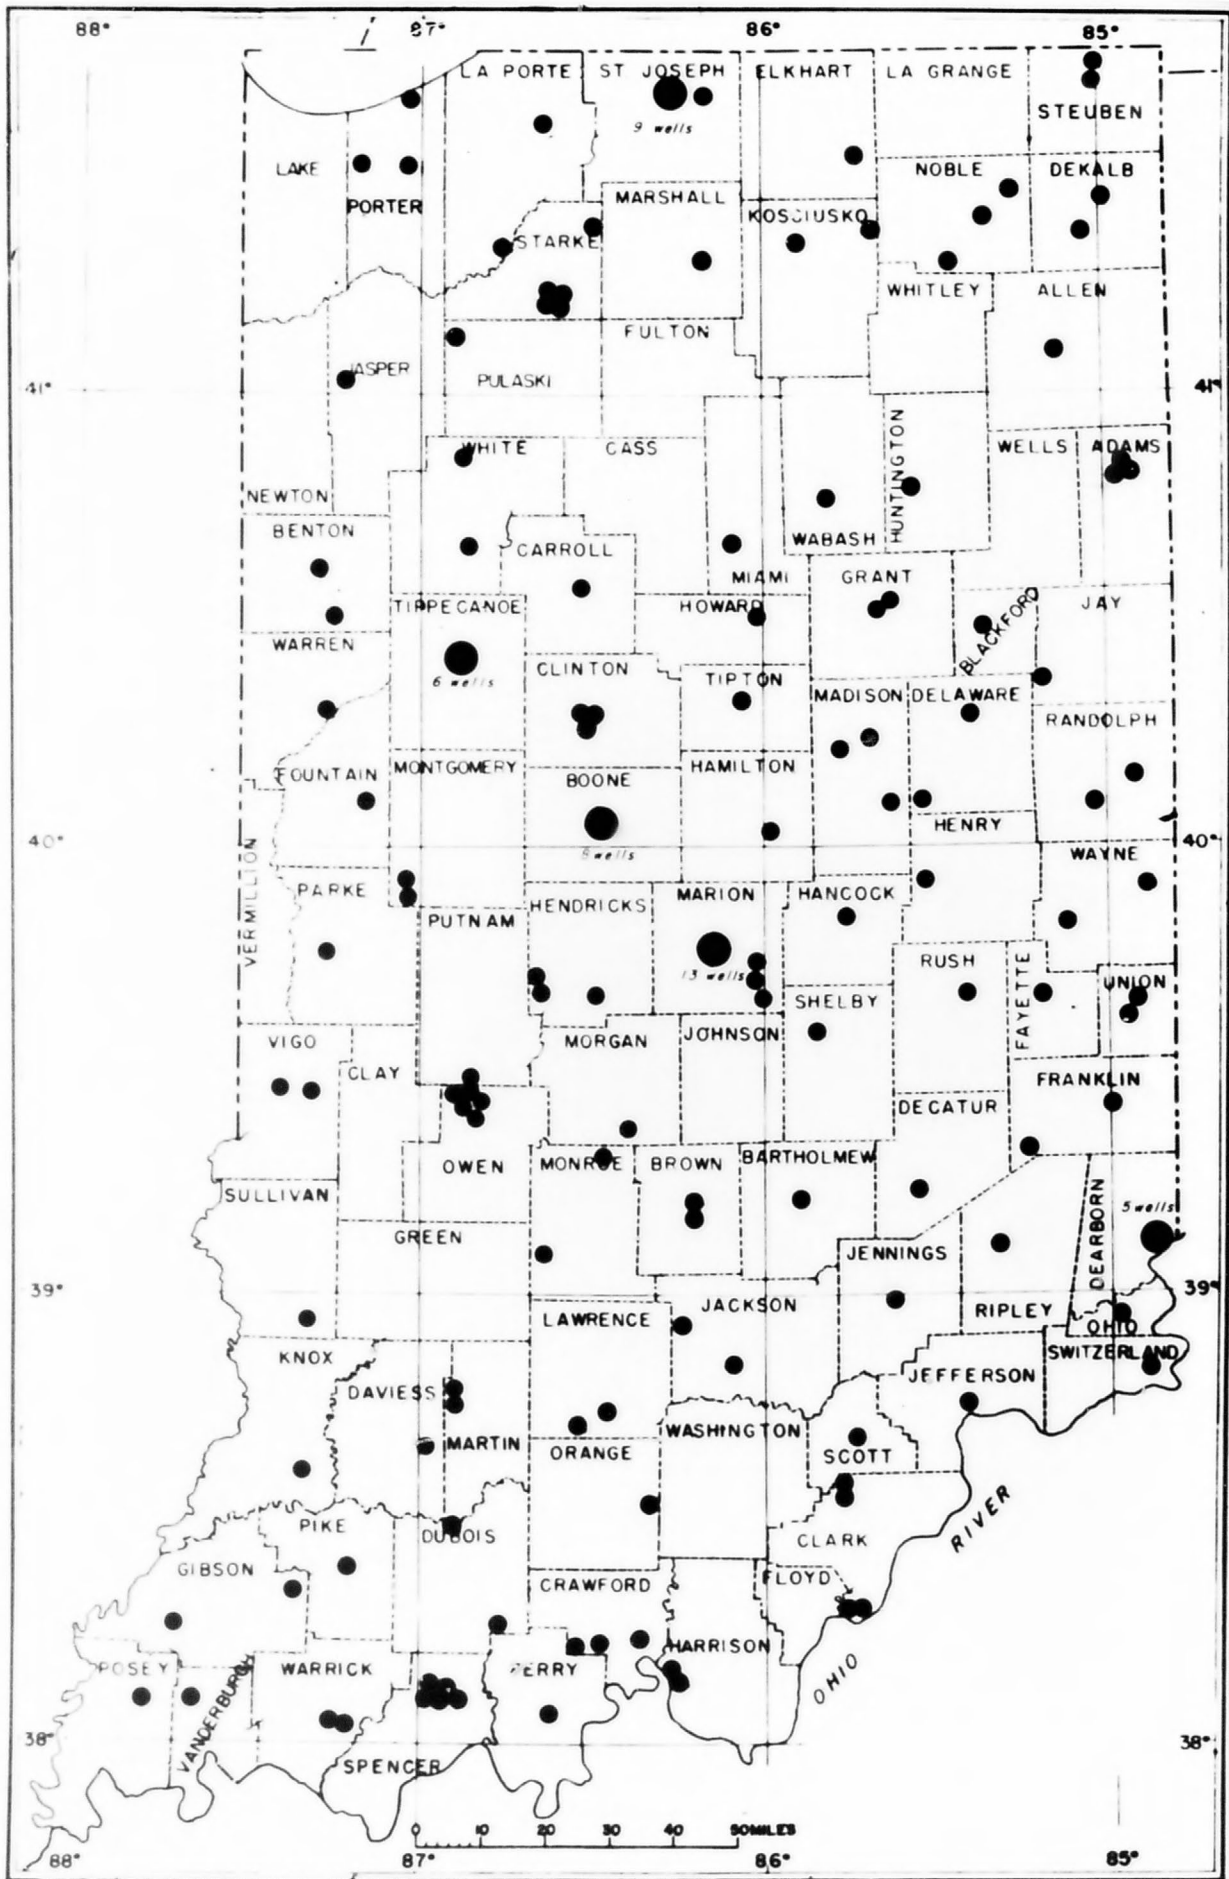 88° 87° 86° 85°
LA PORTE ST JOSEPH ELKHART LA GRANGE
STEUBEN
9 wells
LAKE NOBLE DEKALB
PORTER MARSHALL KOSCIUSKO
STARKE
WHITLEY ALLEN
FULTON
JASPER PULASKI
41° 41°
WHITE CASS HUNTINGTON WELLS ADAMS
NEWTON
BENTON CARROLL WABASH
MIAMI GRANT
TIPPECANOE HOWARD BLACKFORD JAY
WARREN
6 wells CLINTON TIPTON MADISON DELAWARE
RANDOLPH
FOUNTAIN MONTGOMERY BOONE HAMILTON
HENRY
40° 8 wells 40°
VERMILLION WAYNE
PARKE PUTNAM HENDRICKS MARION HANCOCK
13 wells RUSH FAYETTE UNION
SHELBY
VIGO CLAY MORGAN JOHNSON
FRANKLIN
DECATUR
OWEN MONROE BROWN BARTHOLMEW
SULLIVAN DEARBORN 5 wells
GREEN JENNINGS
39° 39°
LAWRENCE JACKSON RIPLEY OHIO
KNOX SWITZERLAND
DAVIESS JEFFERSON
MARTIN ORANGE WASHINGTON SCOTT
PIKE DUBOIS RIVER
CLARK
GIBSON CRAWFORD FLOYD
HARRISON
POSEY VANDERBURGH WARRICK PERRY OHIO
38° 38°
SPENCER
0 10 20 30 40 50 MILES
88° 87° 86° 85°